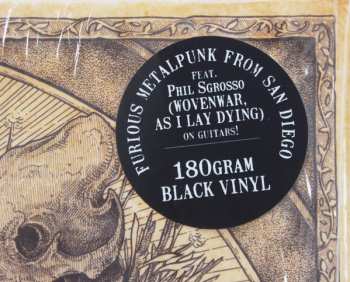 FURIOUS METALPUNK FROM SAN DIEGO
FEAT.
PHIL SGROSSO
(WOVENWAR,
AS I LAY DYING)
ON GUITARS!
180GRAM
BLACK VINYL